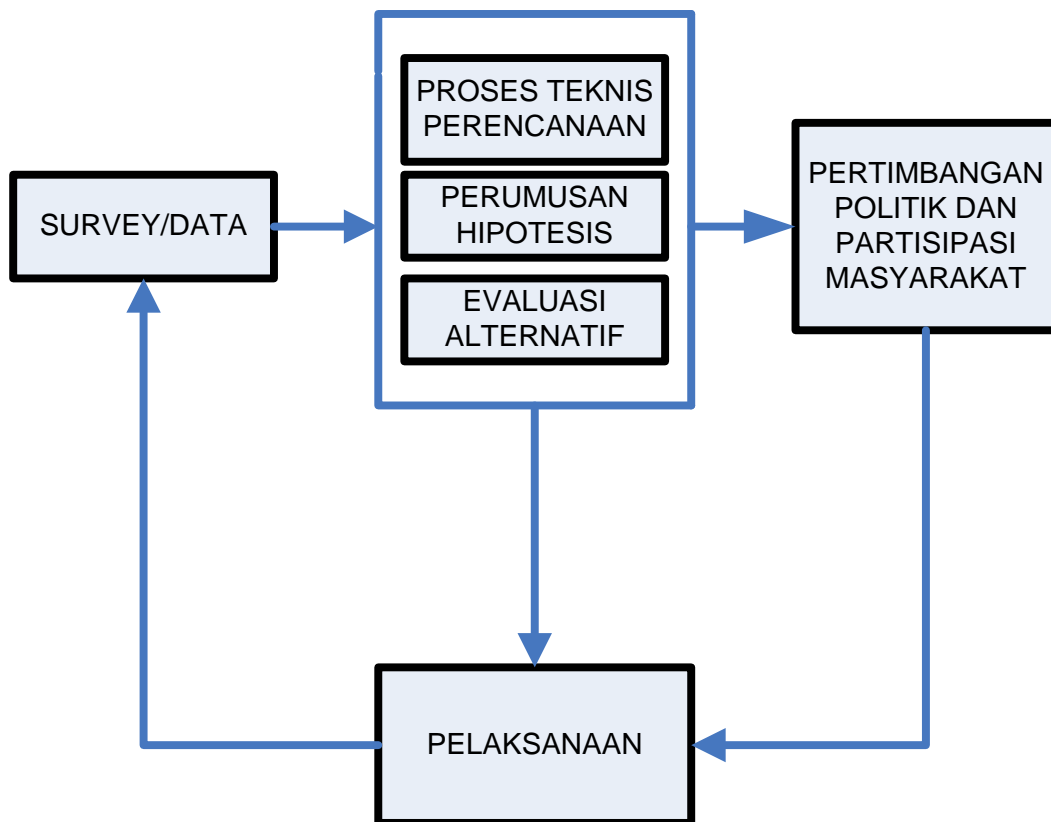 SURVEY/DATA
PROSES TEKNIS
PERENCANAAN
PERUMUSAN
HIPOTESIS
EVALUASI
ALTERNATIF
PERTIMBANGAN
POLITIK DAN
PARTISIPASI
MASYARAKAT
PELAKSANAAN